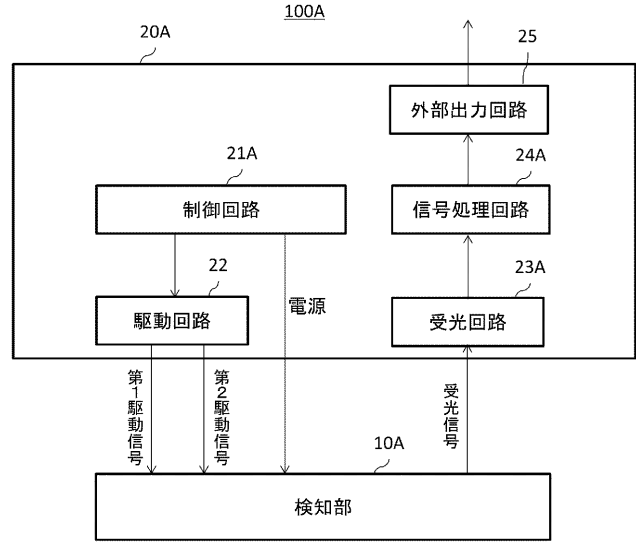 100A
20A
25
外部出力回路
21A
24A
制御回路
信号処理回路
22
23A
電源
駆動回路
受光回路
第1駆動信号
第2駆動信号
受光信号
10A
検知部